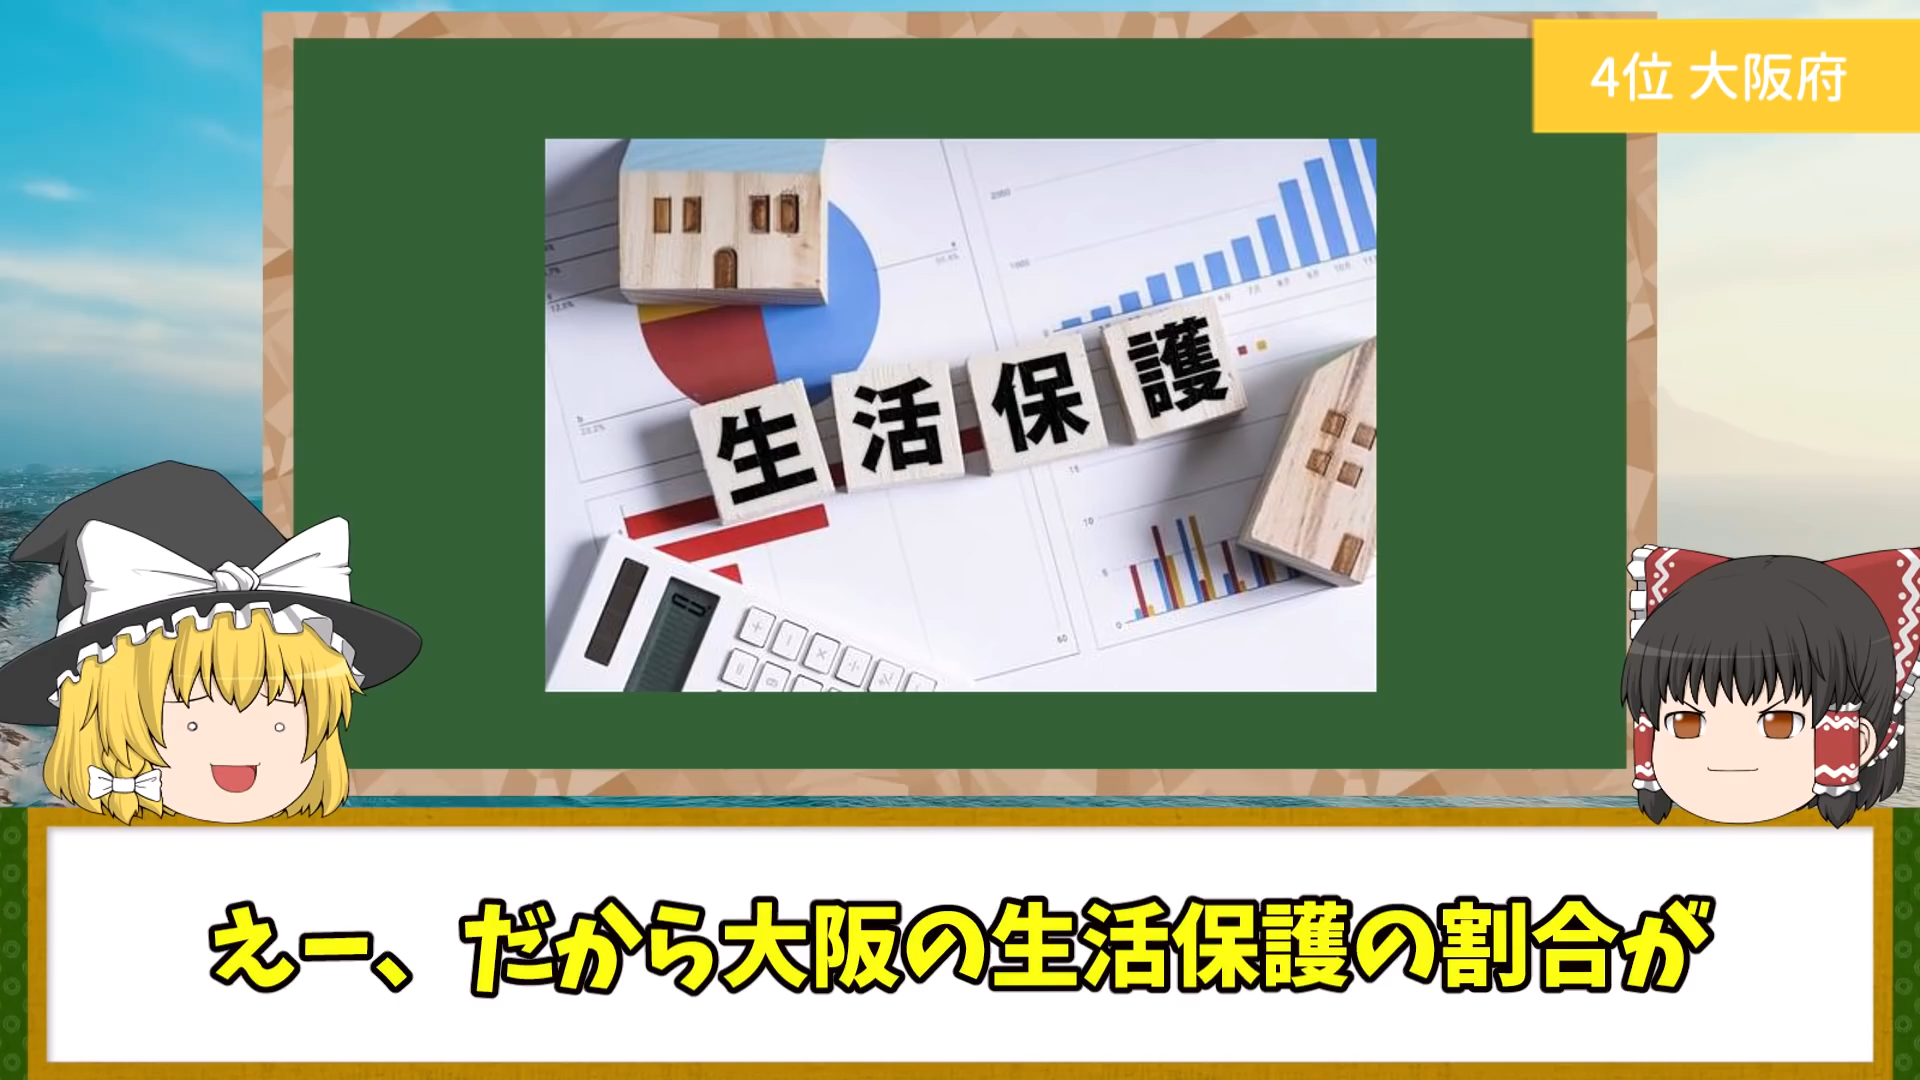 4位 大阪府
生活保護
えー、だから大阪の生活保護の割合が